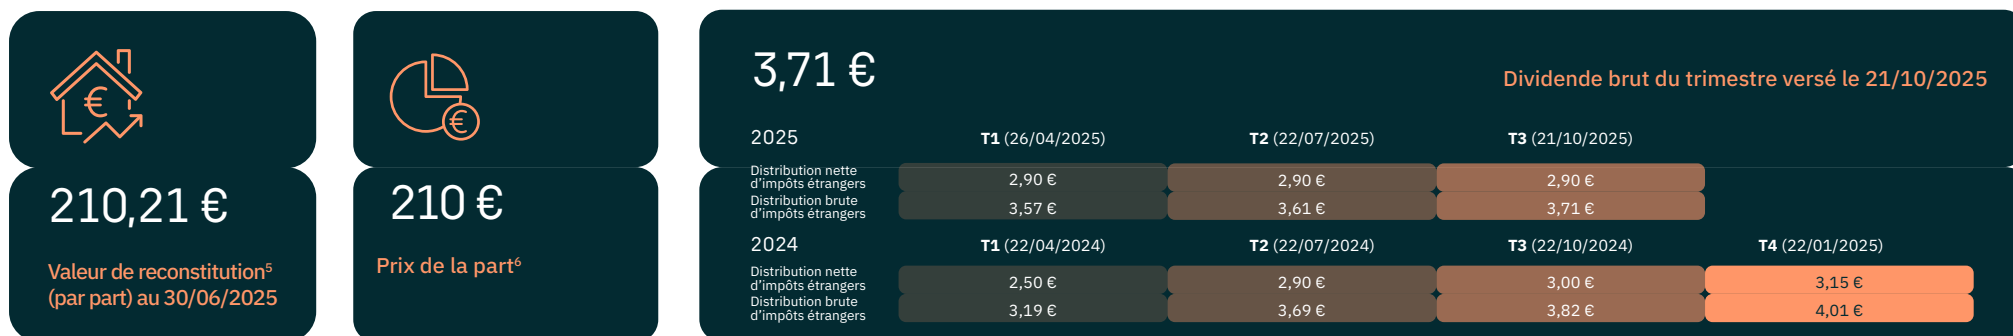 210,21 €
Valeur de reconstitution⁵
(par part) au 30/06/2025
210 €
Prix de la part⁶
3,71 €
Dividende brut du trimestre versé le 21/10/2025
2025 T1 (26/04/2025) T2 (22/07/2025) T3 (21/10/2025)
Distribution nette
d'impôts étrangers 2,90 € 2,90 € 2,90 €
Distribution brute
d'impôts étrangers 3,57 € 3,61 € 3,71 €
2024 T1 (22/04/2024) T2 (22/07/2024) T3 (22/10/2024) T4 (22/01/2025)
Distribution nette
d'impôts étrangers 2,50 € 2,90 € 3,00 € 3,15 €
Distribution brute
d'impôts étrangers 3,19 € 3,69 € 3,82 € 4,01 €